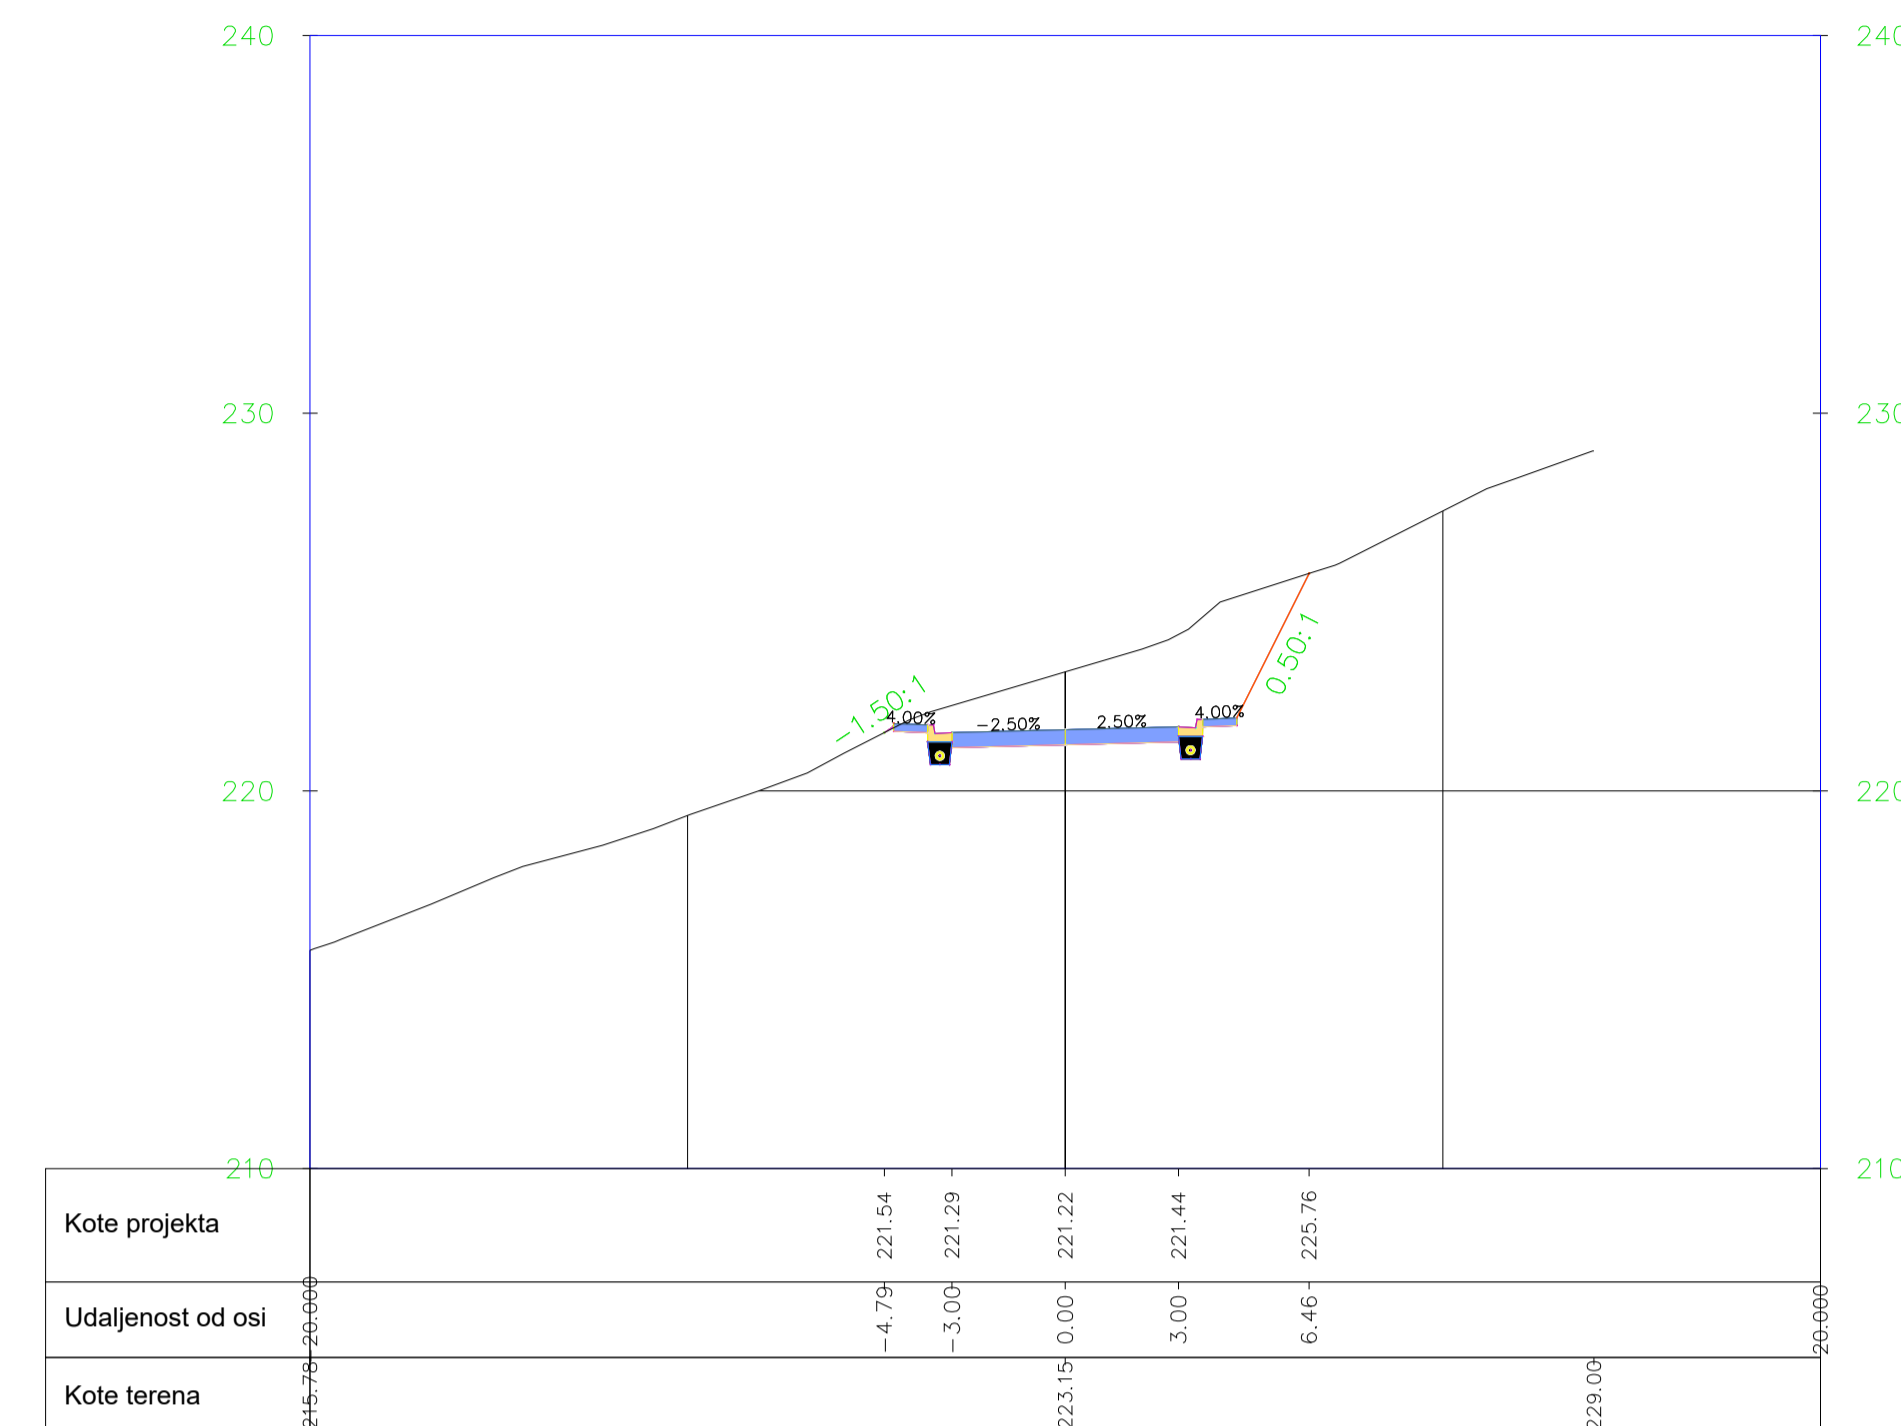 240 240
230 230
0.50:1
-1.50:1
4.00% -2.50% 2.50% 4.00%
220 220
210 210
Kote projekta 221.54 221.29 221.22 221.44 225.76
Udaljenost od osi -20.000 -4.79 -3.00 0.00 3.00 6.46 20.000
Kote terena 215.78 223.15 229.00